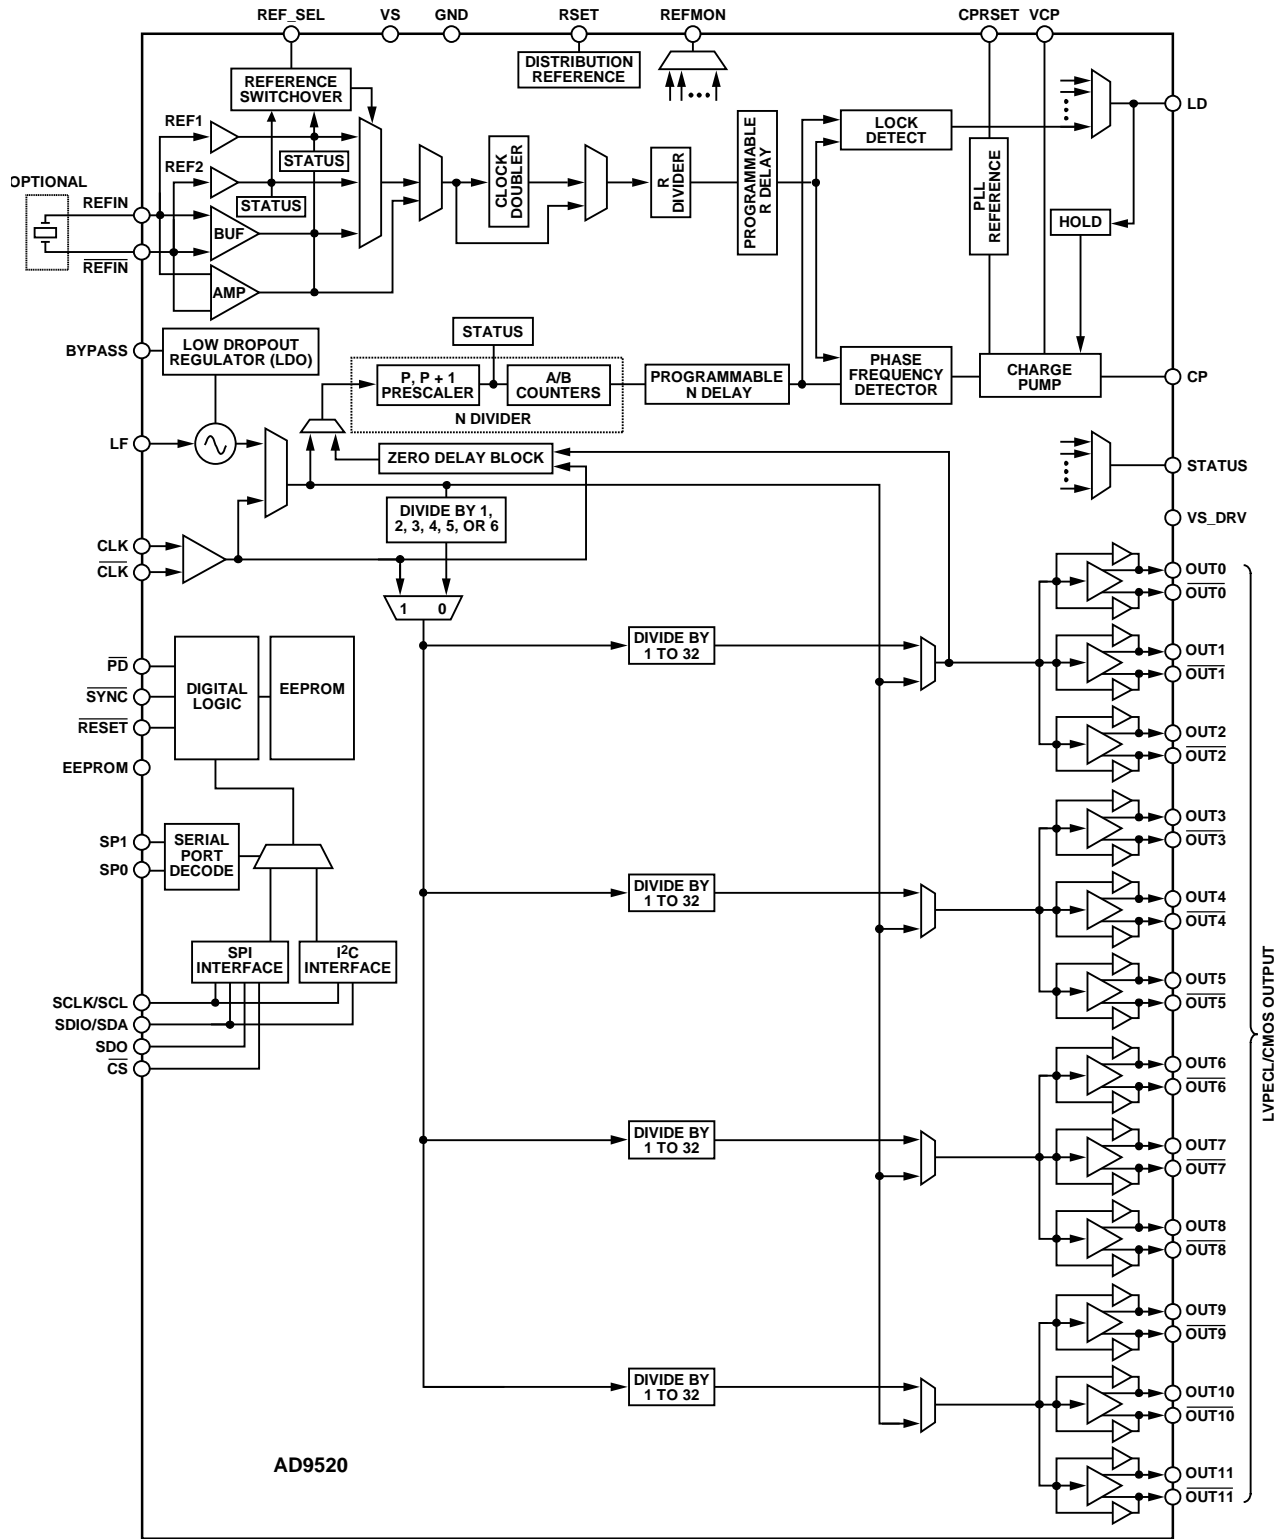 REF_SEL VS GND RSET REFMON CPRSET VCP
DISTRIBUTION
REFERENCE
REFERENCE
SWITCHOVER
REF1
STATUS
REF2
STATUS
OPTIONAL
REFIN
BUF
REFIN
AMP
CLOCK
DOUBLER
R
DIVIDER
PROGRAMMABLE
R DELAY
LOCK
DETECT
LD
PLL
REFERENCE
HOLD
STATUS
BYPASS
LOW DROPOUT
REGULATOR (LDO)
P, P + 1
PRESCALER
A/B
COUNTERS
N DIVIDER
PROGRAMMABLE
N DELAY
PHASE
FREQUENCY
DETECTOR
CHARGE
PUMP
CP
LF
ZERO DELAY BLOCK
STATUS
DIVIDE BY 1,
2, 3, 4, 5, OR 6
VS_DRV
CLK
CLK
1 0
OUT0
OUT0
DIVIDE BY
1 TO 32
OUT1
OUT1
OUT2
OUT2
PD
SYNC
RESET
DIGITAL
LOGIC
EEPROM
EEPROM
SP1
SP0
SERIAL
PORT
DECODE
OUT3
OUT3
DIVIDE BY
1 TO 32
OUT4
OUT4
OUT5
OUT5
SPI
INTERFACE
I2C
INTERFACE
SCLK/SCL
SDIO/SDA
SDO
CS
LVPECL/CMOS OUTPUT
OUT6
OUT6
DIVIDE BY
1 TO 32
OUT7
OUT7
OUT8
OUT8
OUT9
OUT9
DIVIDE BY
1 TO 32
OUT10
OUT10
OUT11
OUT11
AD9520